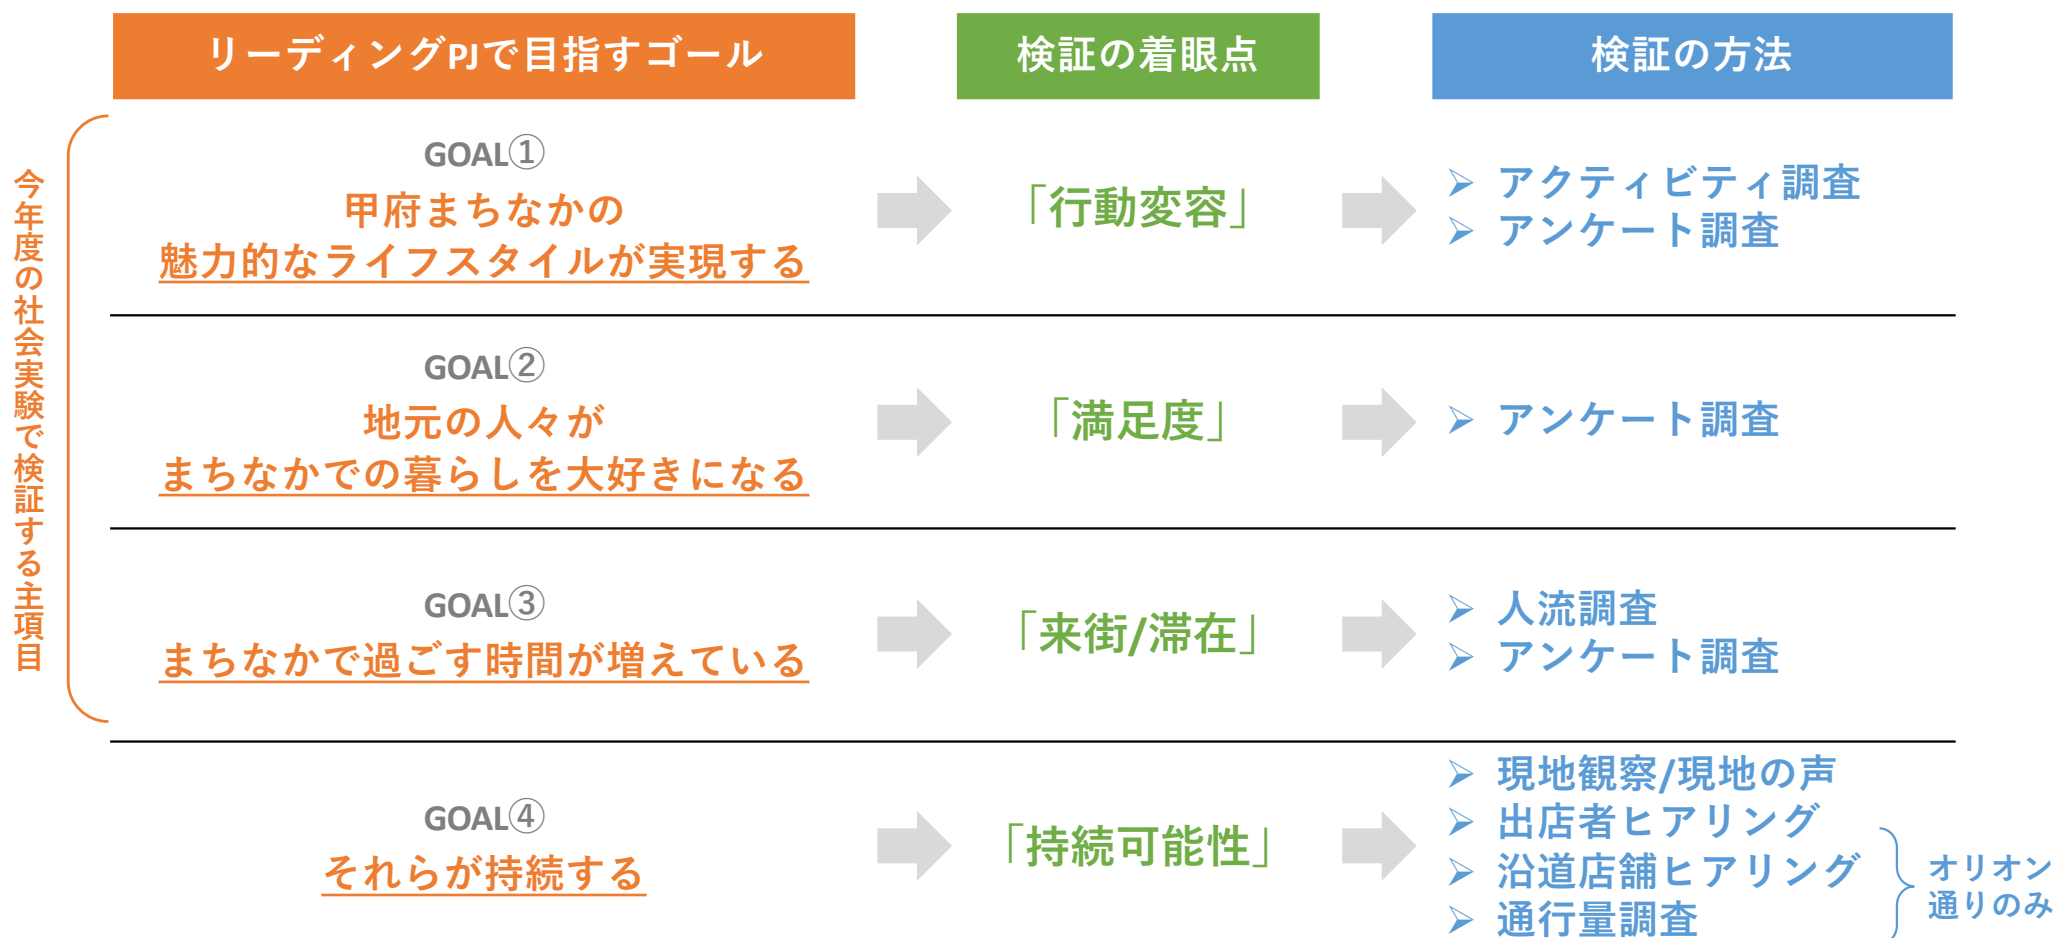 リーディングPJで目指すゴール
検証の着眼点
検証の方法
今年度の社会実験で検証する主項目
GOAL①
甲府まちなかの
魅力的なライフスタイルが実現する
「行動変容」
➢ アクティビティ調査
➢ アンケート調査
GOAL②
地元の人々が
まちなかでの暮らしを大好きになる
「満足度」
➢ アンケート調査
GOAL③
まちなかで過ごす時間が増えている
「来街/滞在」
➢ 人流調査
➢ アンケート調査
GOAL④
それらが持続する
「持続可能性」
➢ 現地観察/現地の声
➢ 出店者ヒアリング
➢ 沿道店舗ヒアリング
➢ 通行量調査
オリオン
通りのみ